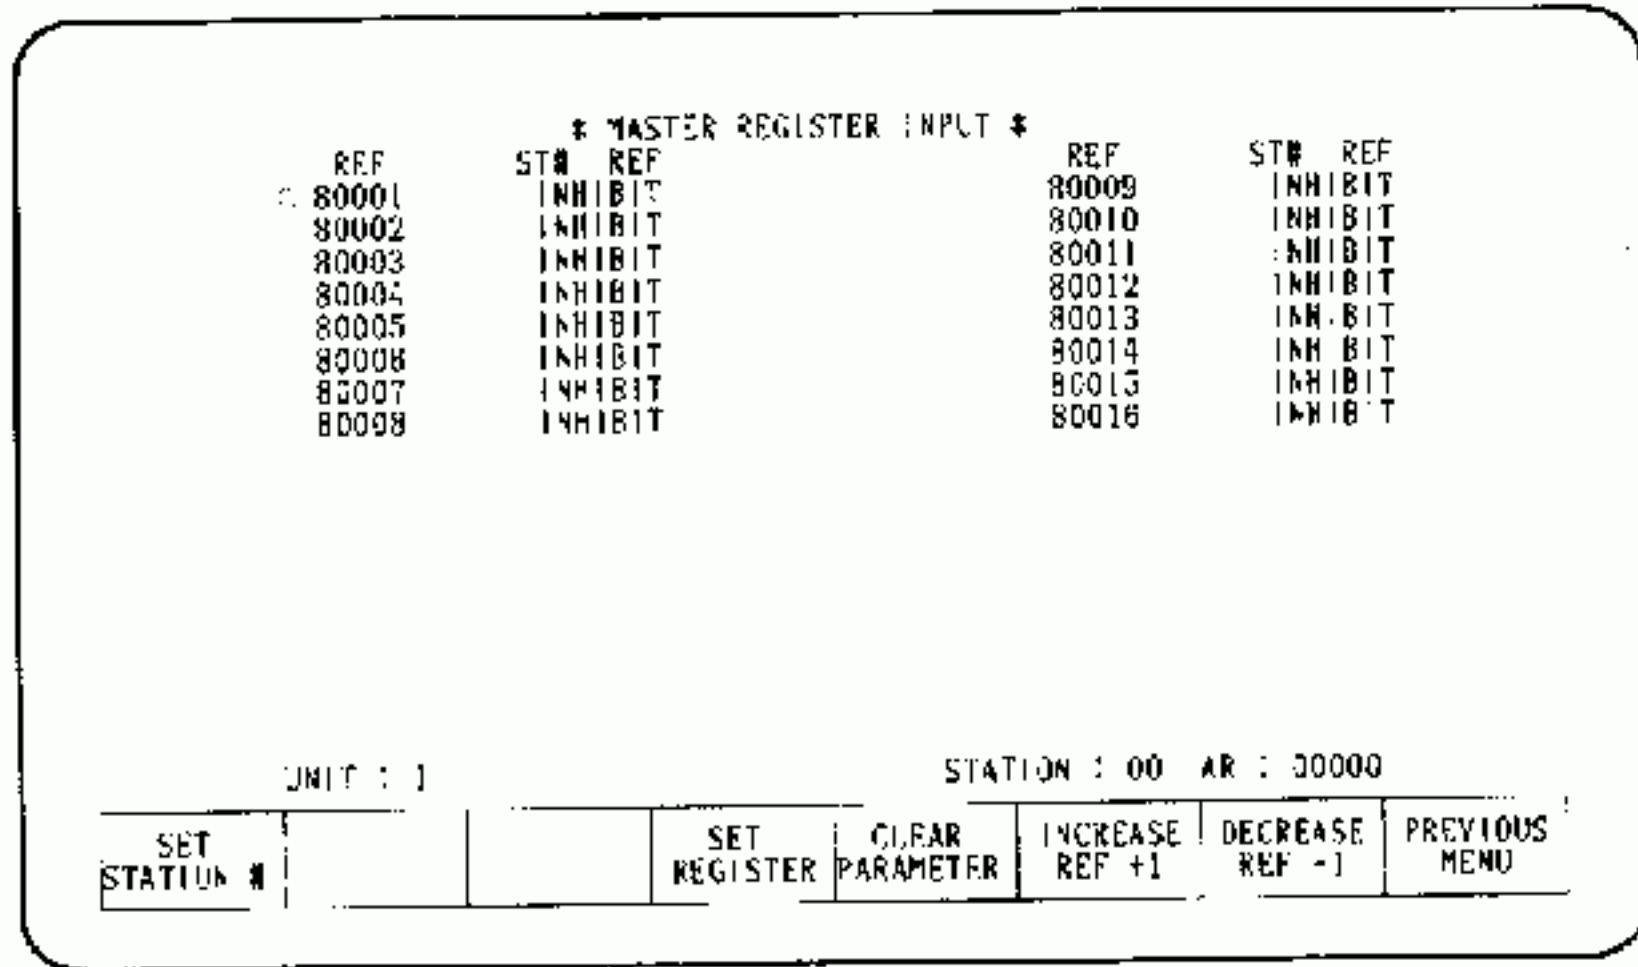 * MASTER REGISTER INPUT *
REF ST# REF REF ST# REF
80001 INHIBIT 80009 INHIBIT
80002 INHIBIT 80010 INHIBIT
80003 INHIBIT 80011 INHIBIT
80004 INHIBIT 80012 INHIBIT
80005 INHIBIT 80013 INHIBIT
80006 INHIBIT 80014 INHIBIT
80007 INHIBIT 80015 INHIBIT
80008 INHIBIT 80016 INHIBIT
UNIT : 1 STATION : 00 AR : 00000
SET SET CLEAR INCREASE DECREASE PREVIOUS
STATION # REGISTER PARAMETER REF +1 REF -1 MENU